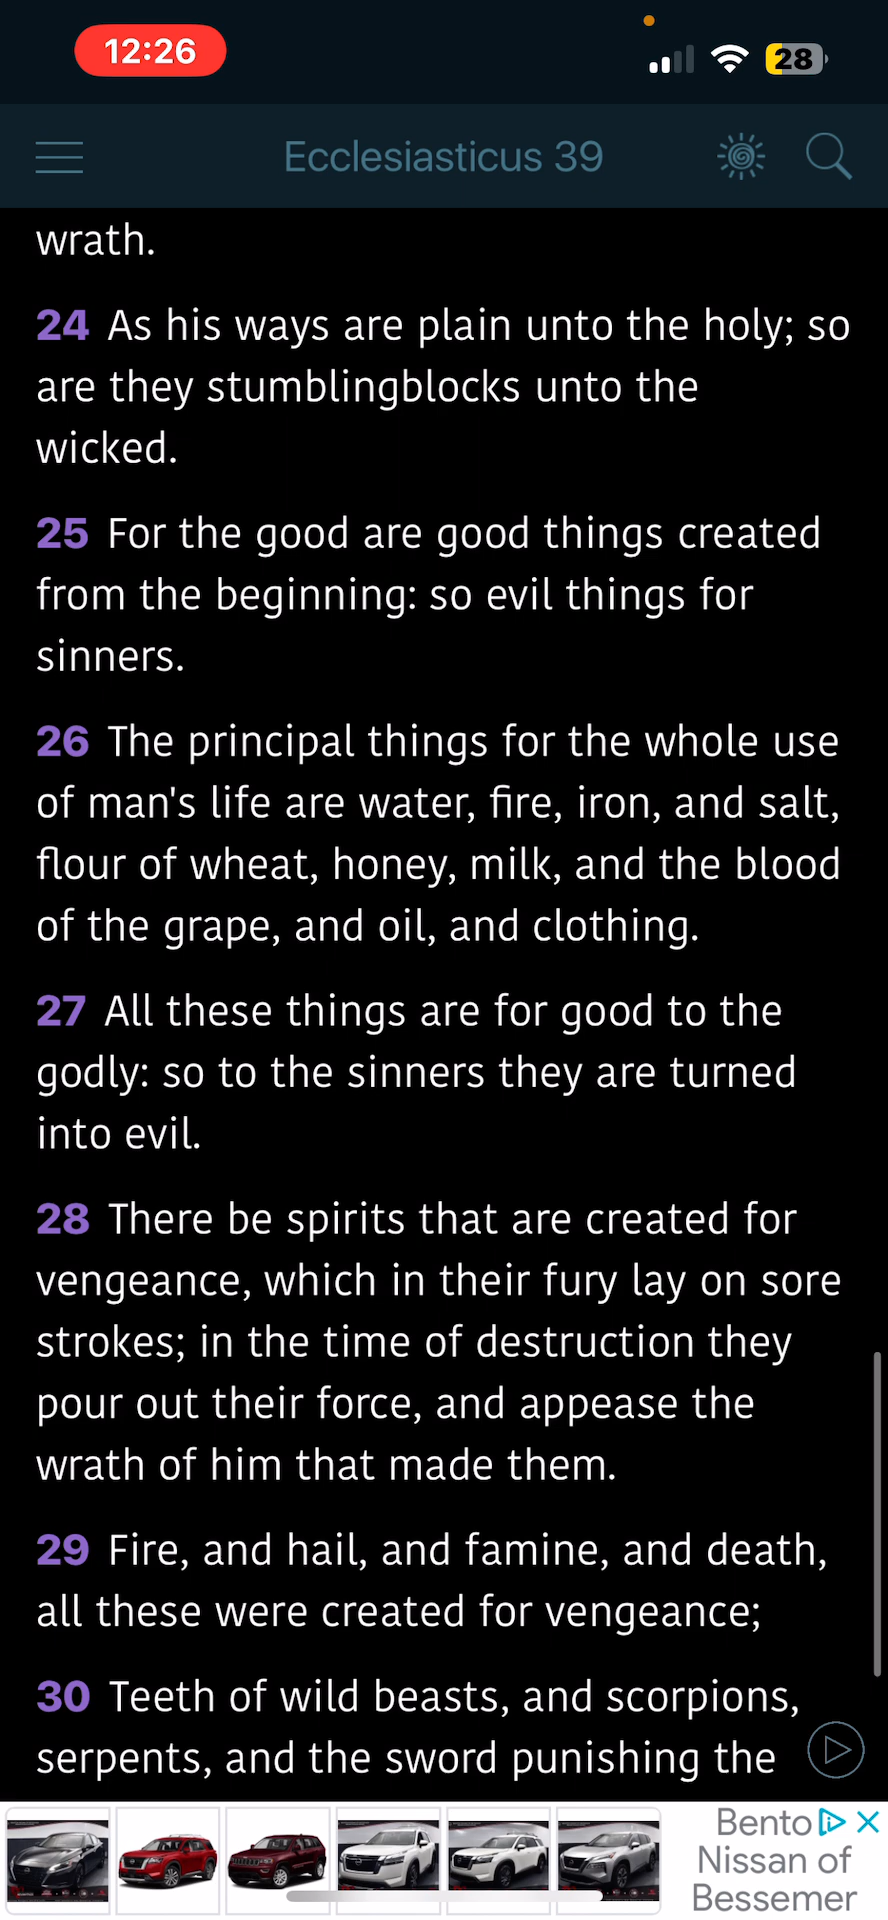 12:26
28
Ecclesiasticus 39
wrath.
24 As his ways are plain unto the holy; so
are they stumblingblocks unto the
wicked.
25 For the good are good things created
from the beginning: so evil things for
sinners.
26 The principal things for the whole use
of man's life are water, fire, iron, and salt,
flour of wheat, honey, milk, and the blood
of the grape, and oil, and clothing.
27 All these things are for good to the
godly: so to the sinners they are turned
into evil.
28 There be spirits that are created for
vengeance, which in their fury lay on sore
strokes; in the time of destruction they
pour out their force, and appease the
wrath of him that made them.
29 Fire, and hail, and famine, and death,
all these were created for vengeance;
30 Teeth of wild beasts, and scorpions,
serpents, and the sword punishing the
Bento
Nissan of
Bessemer